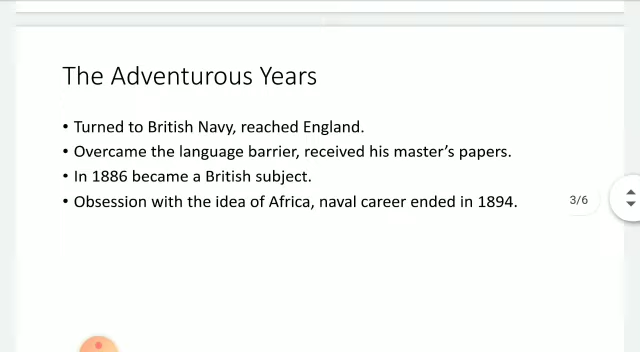 The Adventurous Years
• Turned to British Navy, reached England.
• Overcame the language barrier, received his master's papers.
• In 1886 became a British subject.
• Obsession with the idea of Africa, naval career ended in 1894.
3/6